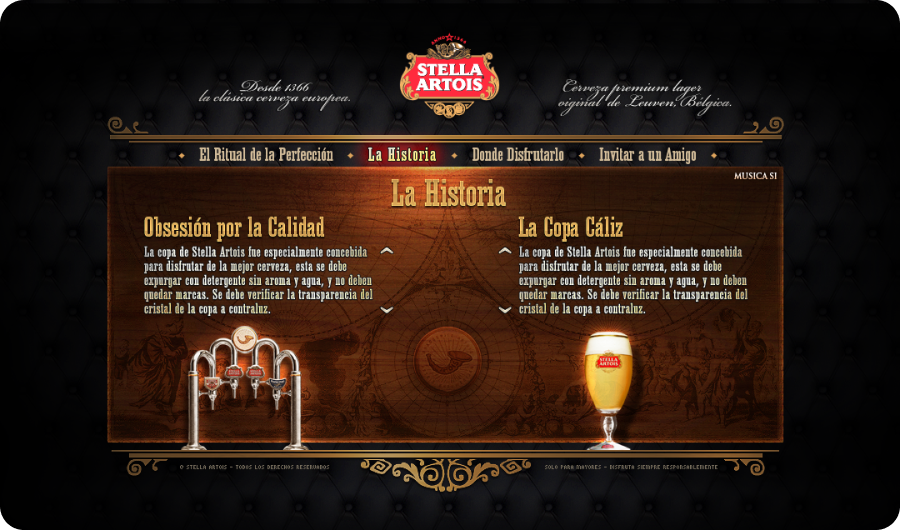 ANNO 1366
STELLA
ARTOIS
Desde 1366
la clásica cerveza europea.
Cerveza premium lager
oiginal de Leuven, Bélgica.
El Ritual de la Perfección
La Historia
Donde Disfrutarlo
Invitar a un Amigo
MUSICA SI
La Historia
Obsesión por la Calidad
La copa de Stella Artois fue especialmente concebida
para disfrutar de la mejor cerveza, esta se debe
expurgar con detergente sin aroma y agua, y no deben
quedar marcas. Se debe verificar la transparencia del
cristal de la copa a contraluz.
La Copa Cáliz
La copa de Stella Artois fue especialmente concebida
para disfrutar de la mejor cerveza, esta se debe
expurgar con detergente sin aroma y agua, y no deben
quedar marcas. Se debe verificar la transparencia del
cristal de la copa a contraluz.
STELLA
ARTOIS
© STELLA ARTOIS - TODOS LOS DERECHOS RESERVADOS
SOLO PARA MAYORES - DISFRUTA SIEMPRE RESPONSABLEMENTE